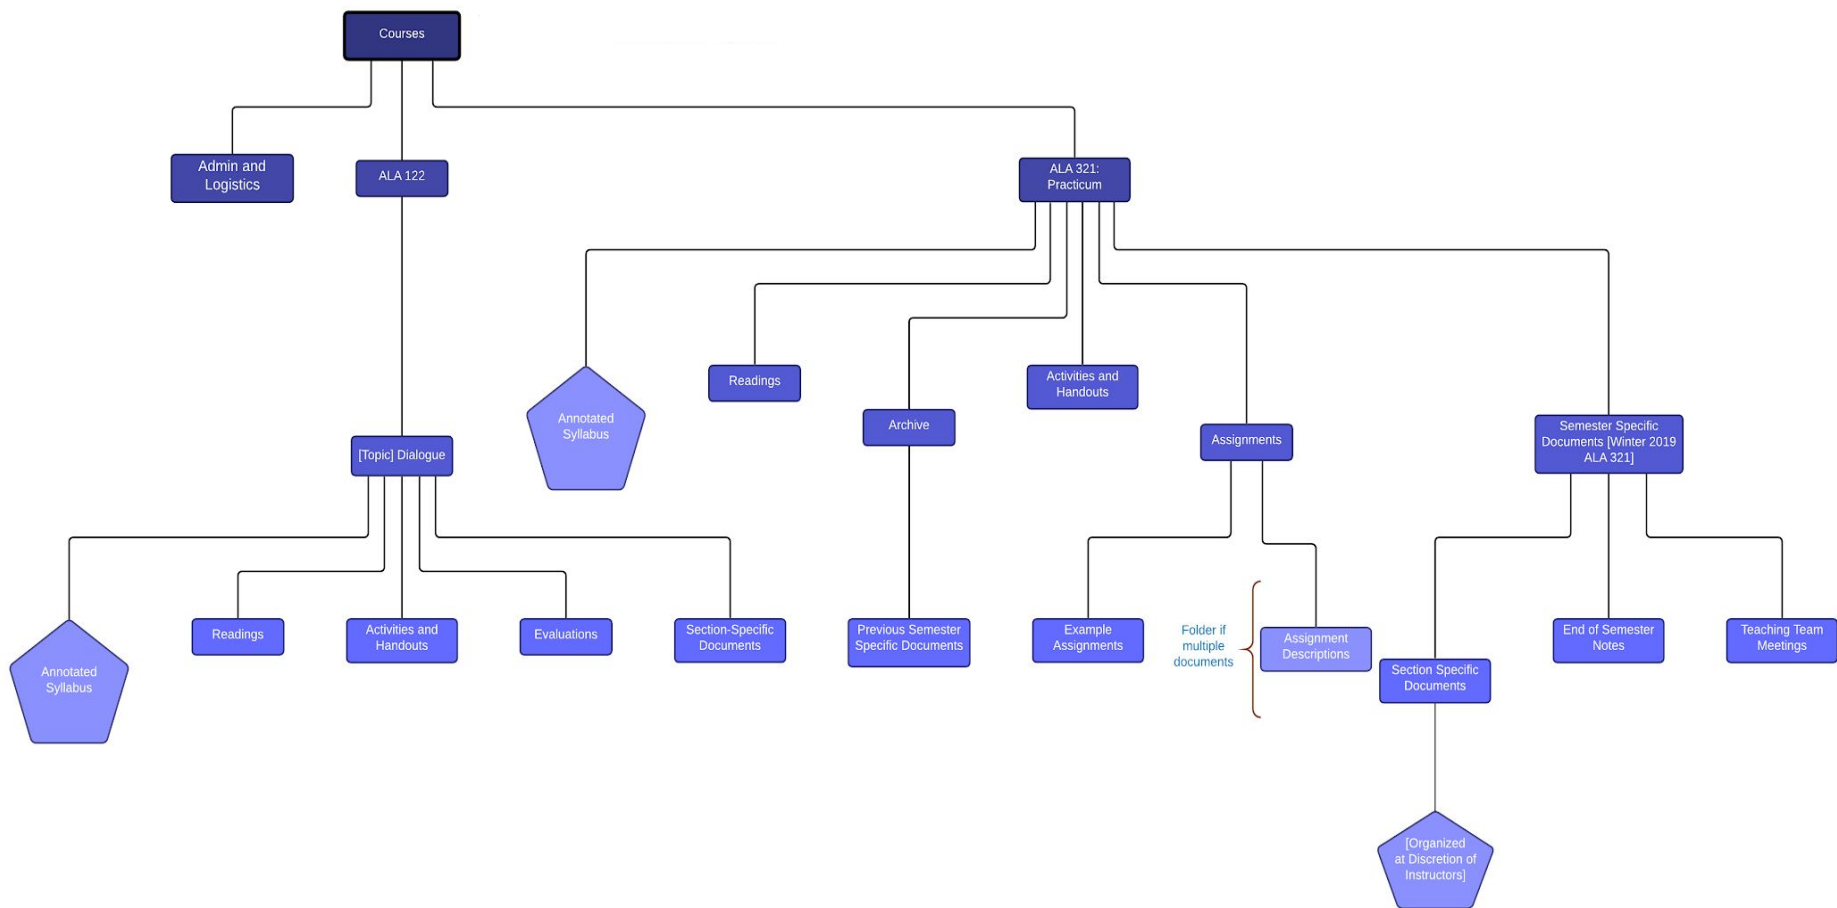 Courses
Admin and
Logistics
ALA 122
ALA 321:
Practicum
Annotated
Syllabus
Readings
Archive
Activities and
Handouts
Assignments
Semester Specific
Documents [Winter 2019
ALA 321]
[Topic] Dialogue
Annotated
Syllabus
Readings
Activities and
Handouts
Evaluations
Section-Specific
Documents
Previous Semester
Specific Documents
Example
Assignments
Folder if
multiple
documents
Assignment
Descriptions
Section Specific
Documents
End of Semester
Notes
Teaching Team
Meetings
[Organized
at Discretion of
Instructors]